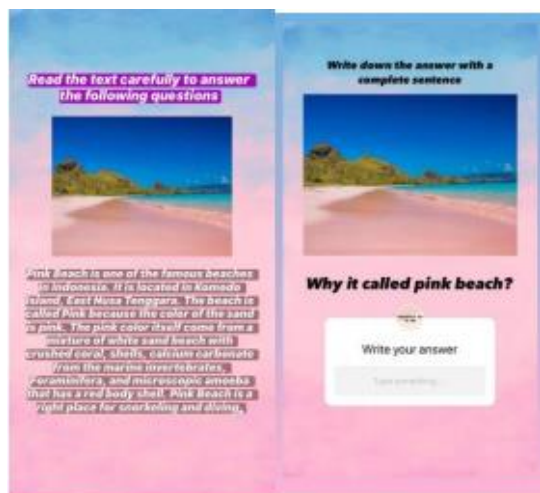 Read the text carefully to answer
the following questions
Pink Beach is one of the famous beaches
in Indonesia. It is located in Komodo
Island, East Nusa Tenggara. The beach is
called Pink because the color of the sand
is pink. The pink color itself come from a
mixture of white sand beach with
crushed coral, shells, calcium carbonate
from the marine invertebrates,
Foraminifera, and microscopic amoeba
that has a red body shell. Pink Beach is a
right place for snorkeling and diving.
Write down the answer with a
complete sentence
Why it called pink beach?
Write your answer
Type something...